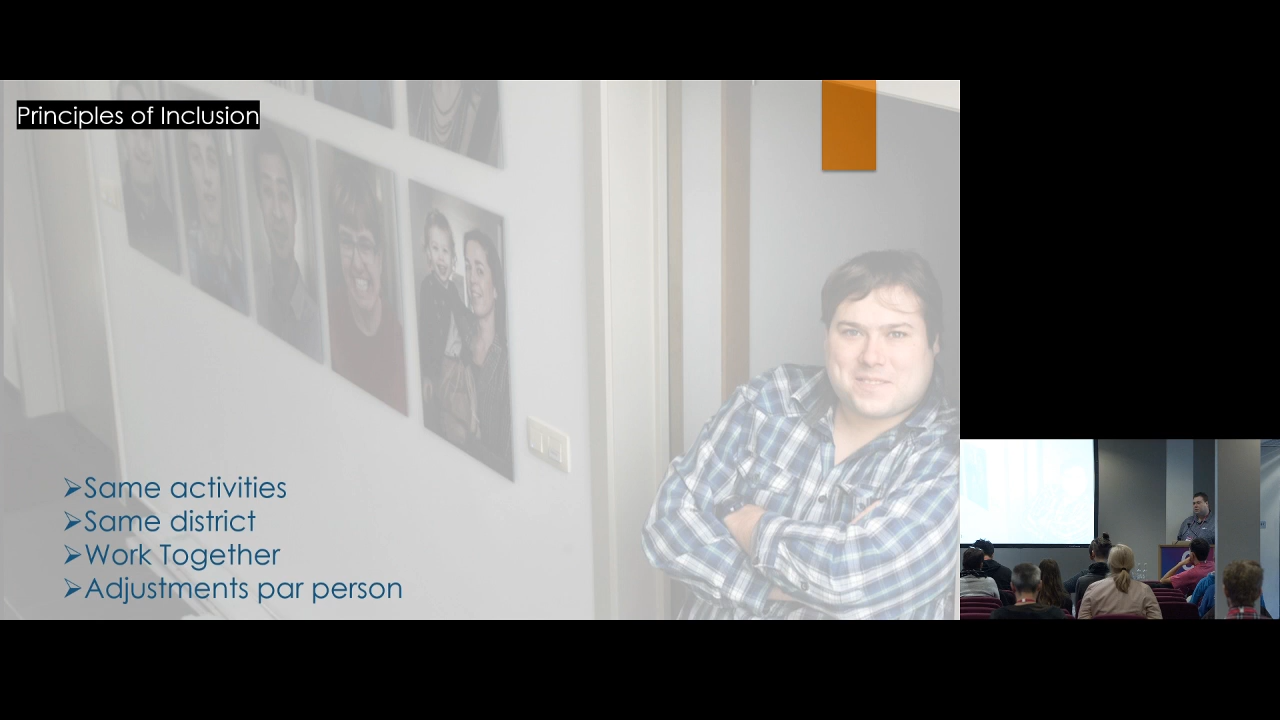 Principles of Inclusion
➢Same activities
➢Same district
➢Work Together
➢Adjustments par person